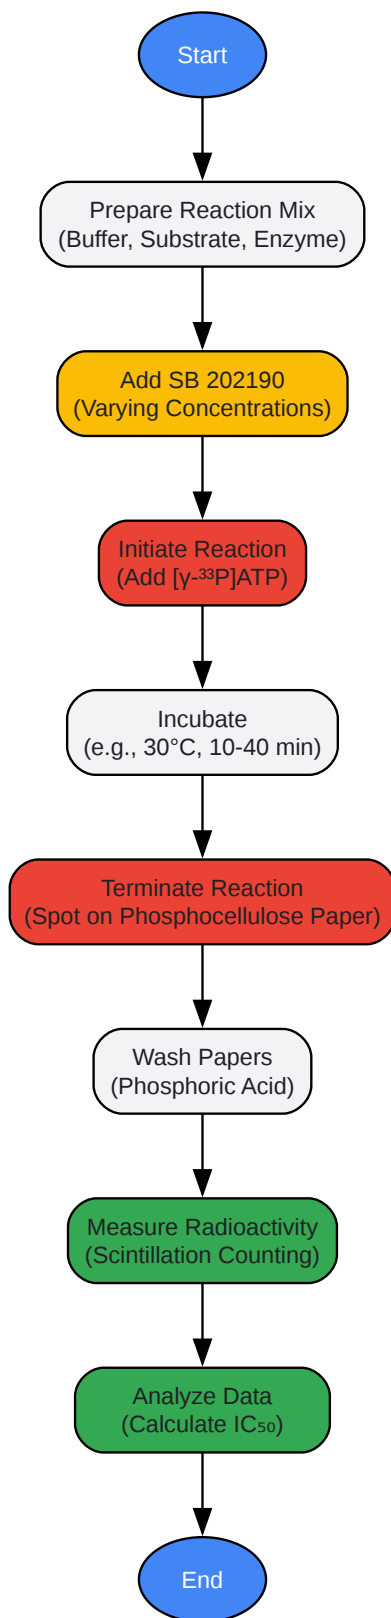 Start
Prepare Reaction Mix
(Buffer, Substrate, Enzyme)
Add SB 202190
(Varying Concentrations)
Initiate Reaction
(Add [γ-³³P]ATP)
Incubate
(e.g., 30°C, 10-40 min)
Terminate Reaction
(Spot on Phosphocellulose Paper)
Wash Papers
(Phosphoric Acid)
Measure Radioactivity
(Scintillation Counting)
Analyze Data
(Calculate IC₅₀)
End